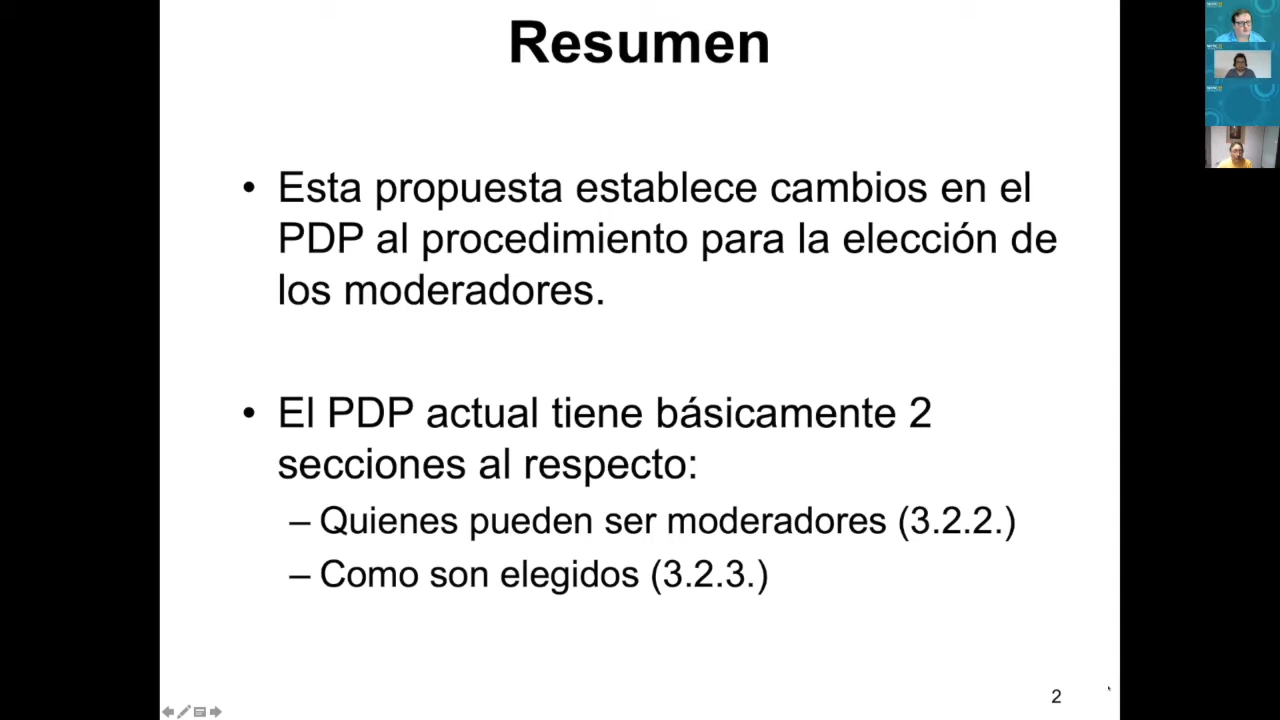 Resumen
• Esta propuesta establece cambios en el
PDP al procedimiento para la elección de
los moderadores.
• El PDP actual tiene básicamente 2
secciones al respecto:
– Quienes pueden ser moderadores (3.2.2.)
– Como son elegidos (3.2.3.)
2